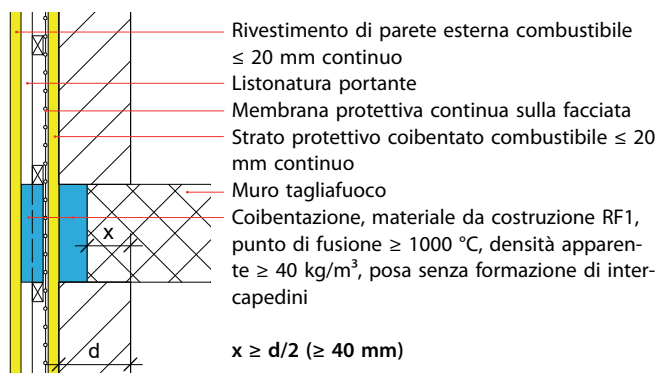 Rivestimento di parete esterna combustibile
≤ 20 mm continuo
Listonatura portante
Membrana protettiva continua sulla facciata
Strato protettivo coibentato combustibile ≤ 20
mm continuo
Muro tagliafuoco
Coibentazione, materiale da costruzione RF1,
punto di fusione ≥ 1000 °C, densità apparen-
te ≥ 40 kg/m³, posa senza formazione di inter-
capedini
x
d
x ≥ d/2 (≥ 40 mm)